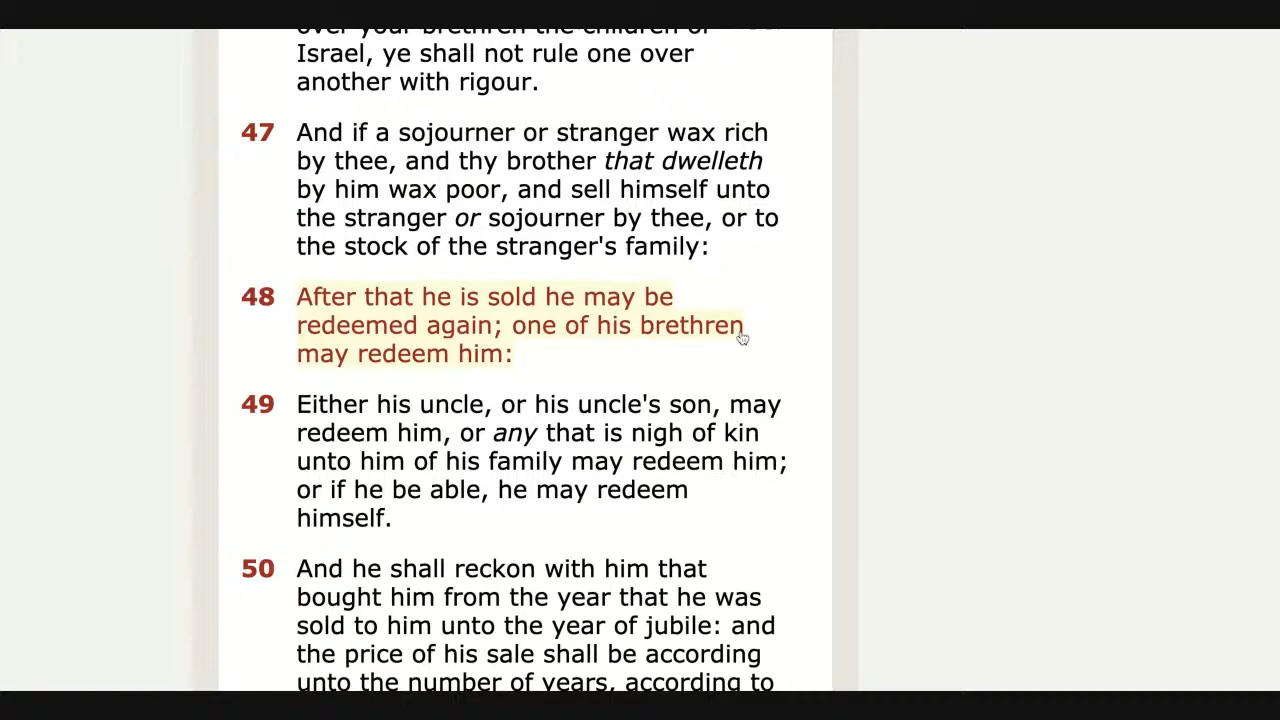 over your brethren the children of
Israel, ye shall not rule one over
another with rigour.
47 And if a sojourner or stranger wax rich
by thee, and thy brother that dwelleth
by him wax poor, and sell himself unto
the stranger or sojourner by thee, or to
the stock of the stranger's family:
48 After that he is sold he may be
redeemed again; one of his brethren
may redeem him:
49 Either his uncle, or his uncle's son, may
redeem him, or any that is nigh of kin
unto him of his family may redeem him;
or if he be able, he may redeem
himself.
50 And he shall reckon with him that
bought him from the year that he was
sold to him unto the year of jubile: and
the price of his sale shall be according
unto the number of years, according to